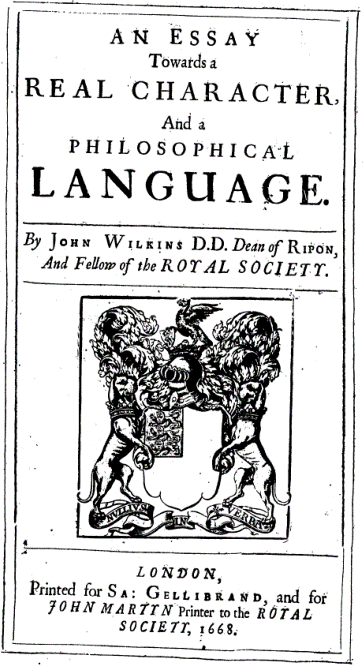 AN ESSAY
Towards a
REAL CHARACTER,
And a
PHILOSOPHICAL
LANGUAGE.
By JOHN WILKINS D.D. Dean of RIPON,
And Fellow of the ROYAL SOCIETY.
NULLIUS IN VERBA
LONDON,
Printed for SA: GELLIBRAND, and for
JOHN MARTYN Printer to the ROYAL
SOCIETY, 1668.